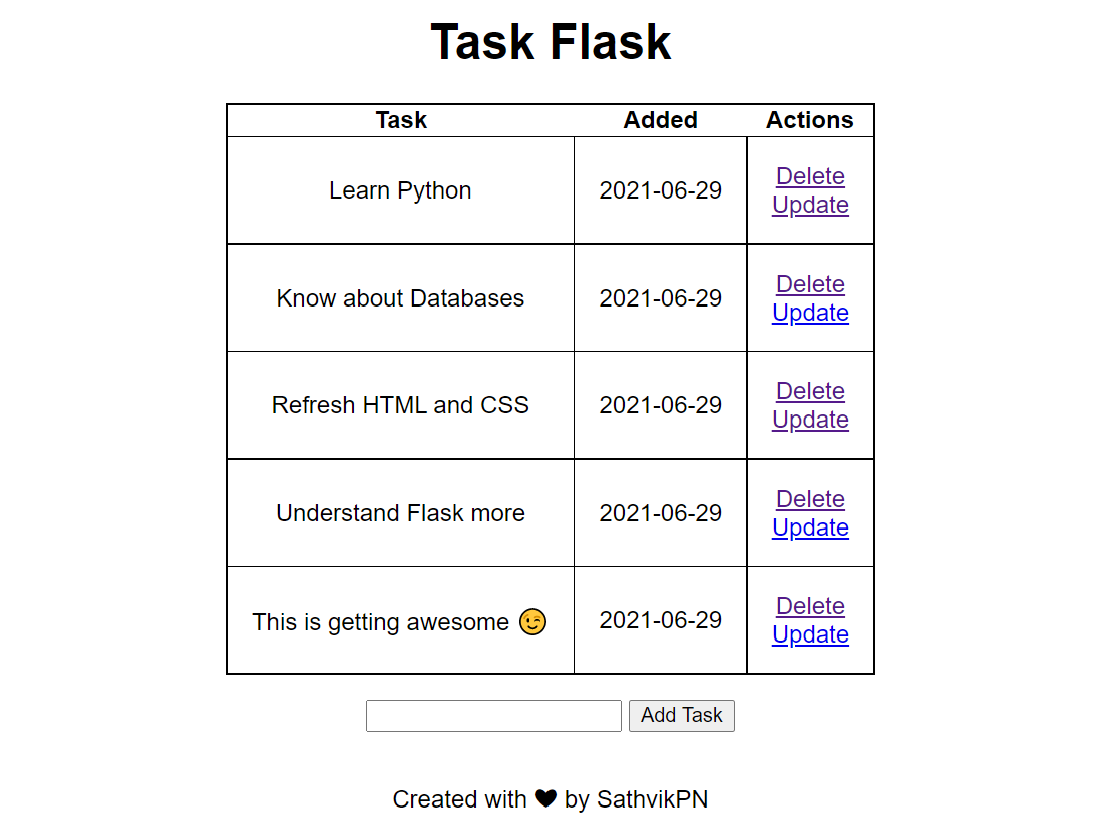 Task Flask
Task Added Actions
Learn Python 2021-06-29 Delete
Update
Know about Databases 2021-06-29 Delete
Update
Refresh HTML and CSS 2021-06-29 Delete
Update
Understand Flask more 2021-06-29 Delete
Update
This is getting awesome 😉 2021-06-29 Delete
Update
Add Task
Created with ❤ by SathvikPN